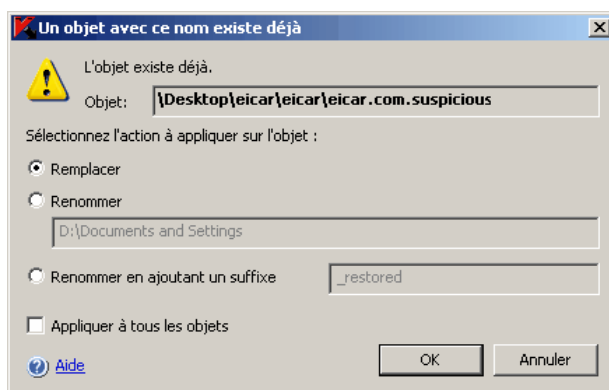 Un objet avec ce nom existe déjà
L'objet existe déjà.
Objet: \Desktop\eicar\eicar\eicar.com.suspicious
Sélectionnez l'action à appliquer sur l'objet :
Remplacer
Renommer
D:\Documents and Settings
Renommer en ajoutant un suffixe _restored
Appliquer à tous les objets
Aide OK Annuler